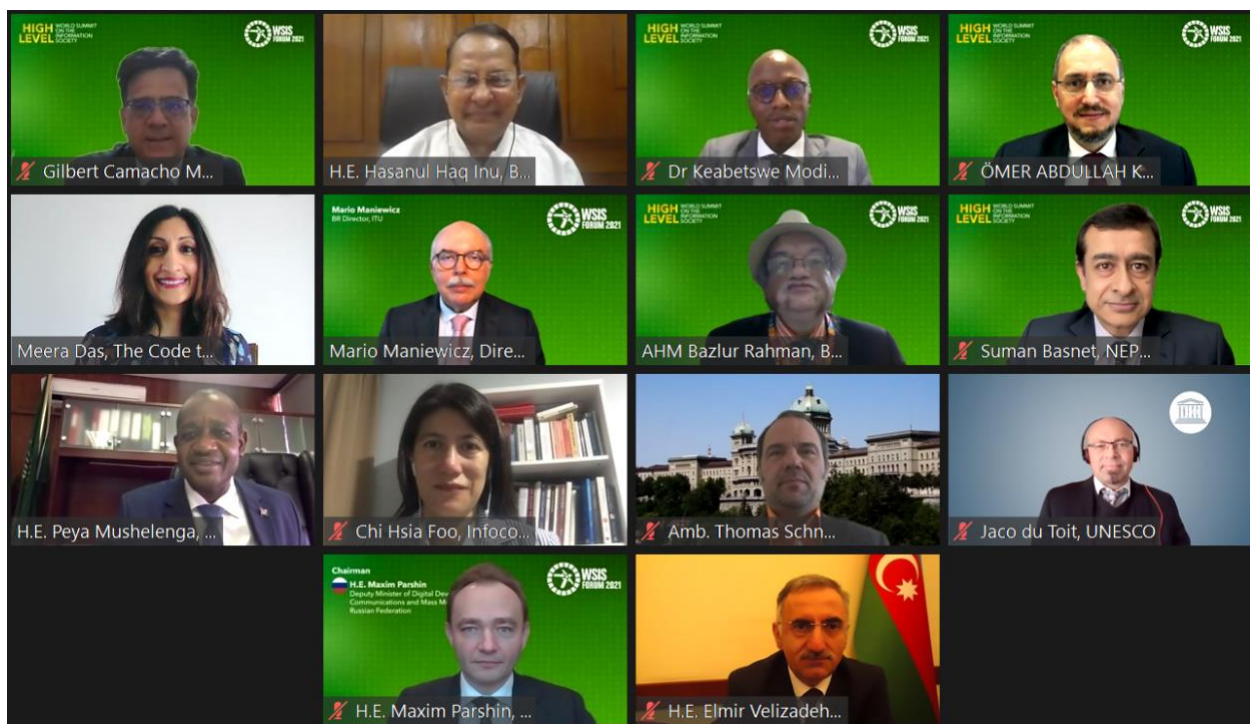 HIGH LEVEL
WORLD SUMMIT
ON THE
INFORMATION
SOCIETY
WSIS
FORUM 2021
Gilbert Camacho M...
H.E. Hasanul Haq Inu, B...
HIGH LEVEL
WORLD SUMMIT
ON THE
INFORMATION
SOCIETY
WSIS
FORUM 2021
Dr Keabetswe Modi...
HIGH LEVEL
WORLD SUMMIT
ON THE
INFORMATION
SOCIETY
WSIS
FORUM 2021
ÖMER ABDULLAH K...
Meera Das, The Code t...
Mario Maniewicz
BR Director, ITU
WSIS
FORUM 2021
Mario Maniewicz, Dire...
HIGH LEVEL
WORLD SUMMIT
ON THE
INFORMATION
SOCIETY
WSIS
FORUM 2021
AHM Bazlur Rahman, B...
HIGH LEVEL
WORLD SUMMIT
ON THE
INFORMATION
SOCIETY
WSIS
FORUM 2021
Suman Basnet, NEP...
H.E. Peya Mushelenga, ...
Chi Hsia Foo, Infoco...
Amb. Thomas Schn...
Jaco du Toit, UNESCO
Chairman
H.E. Maxim Parshin
Deputy Minister of Digital Dev
Communications and Mass M
Russian Federation
WSIS
FORUM 2021
H.E. Maxim Parshin, ...
H.E. Elmir Velizadeh...